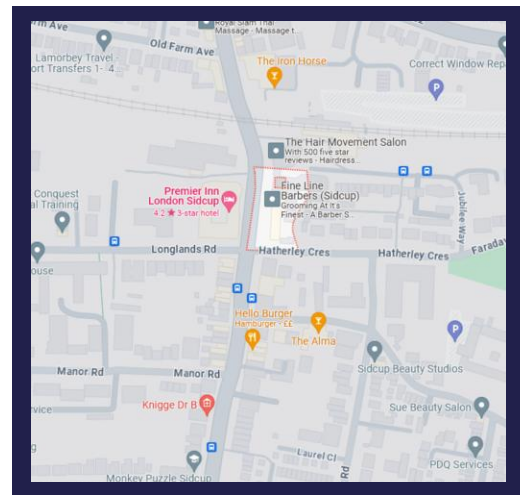 Royal Siam Thai
Massage - Massage t...
rm Ave
Old Farm Ave
Lamorbey Travel
ort Transfers 1- 4...
The Iron Horse
Correct Window Rep
The Hair Movement Salon
With 500 five star
reviews - Hairdress...
Premier Inn
London Sidcup
4.2 ★ 3-star hotel
Fine Line
Barbers (Sidcup)
Grooming At It's
Finest - A Barber S...
Conquest
al Training
Jubilee Way
Longlands Rd
Hatherley Cres
Hatherley Cres
Faraday
ouse
Hello Burger
Hamburger - ££
The Alma
Manor Rd
Manor Rd
Sidcup Beauty Studios
Knigge Dr B
Sue Beauty Salon
rvice
g
Laurel Cl
Rd
PDQ Services
Monkey Puzzle Sidcup
P
P